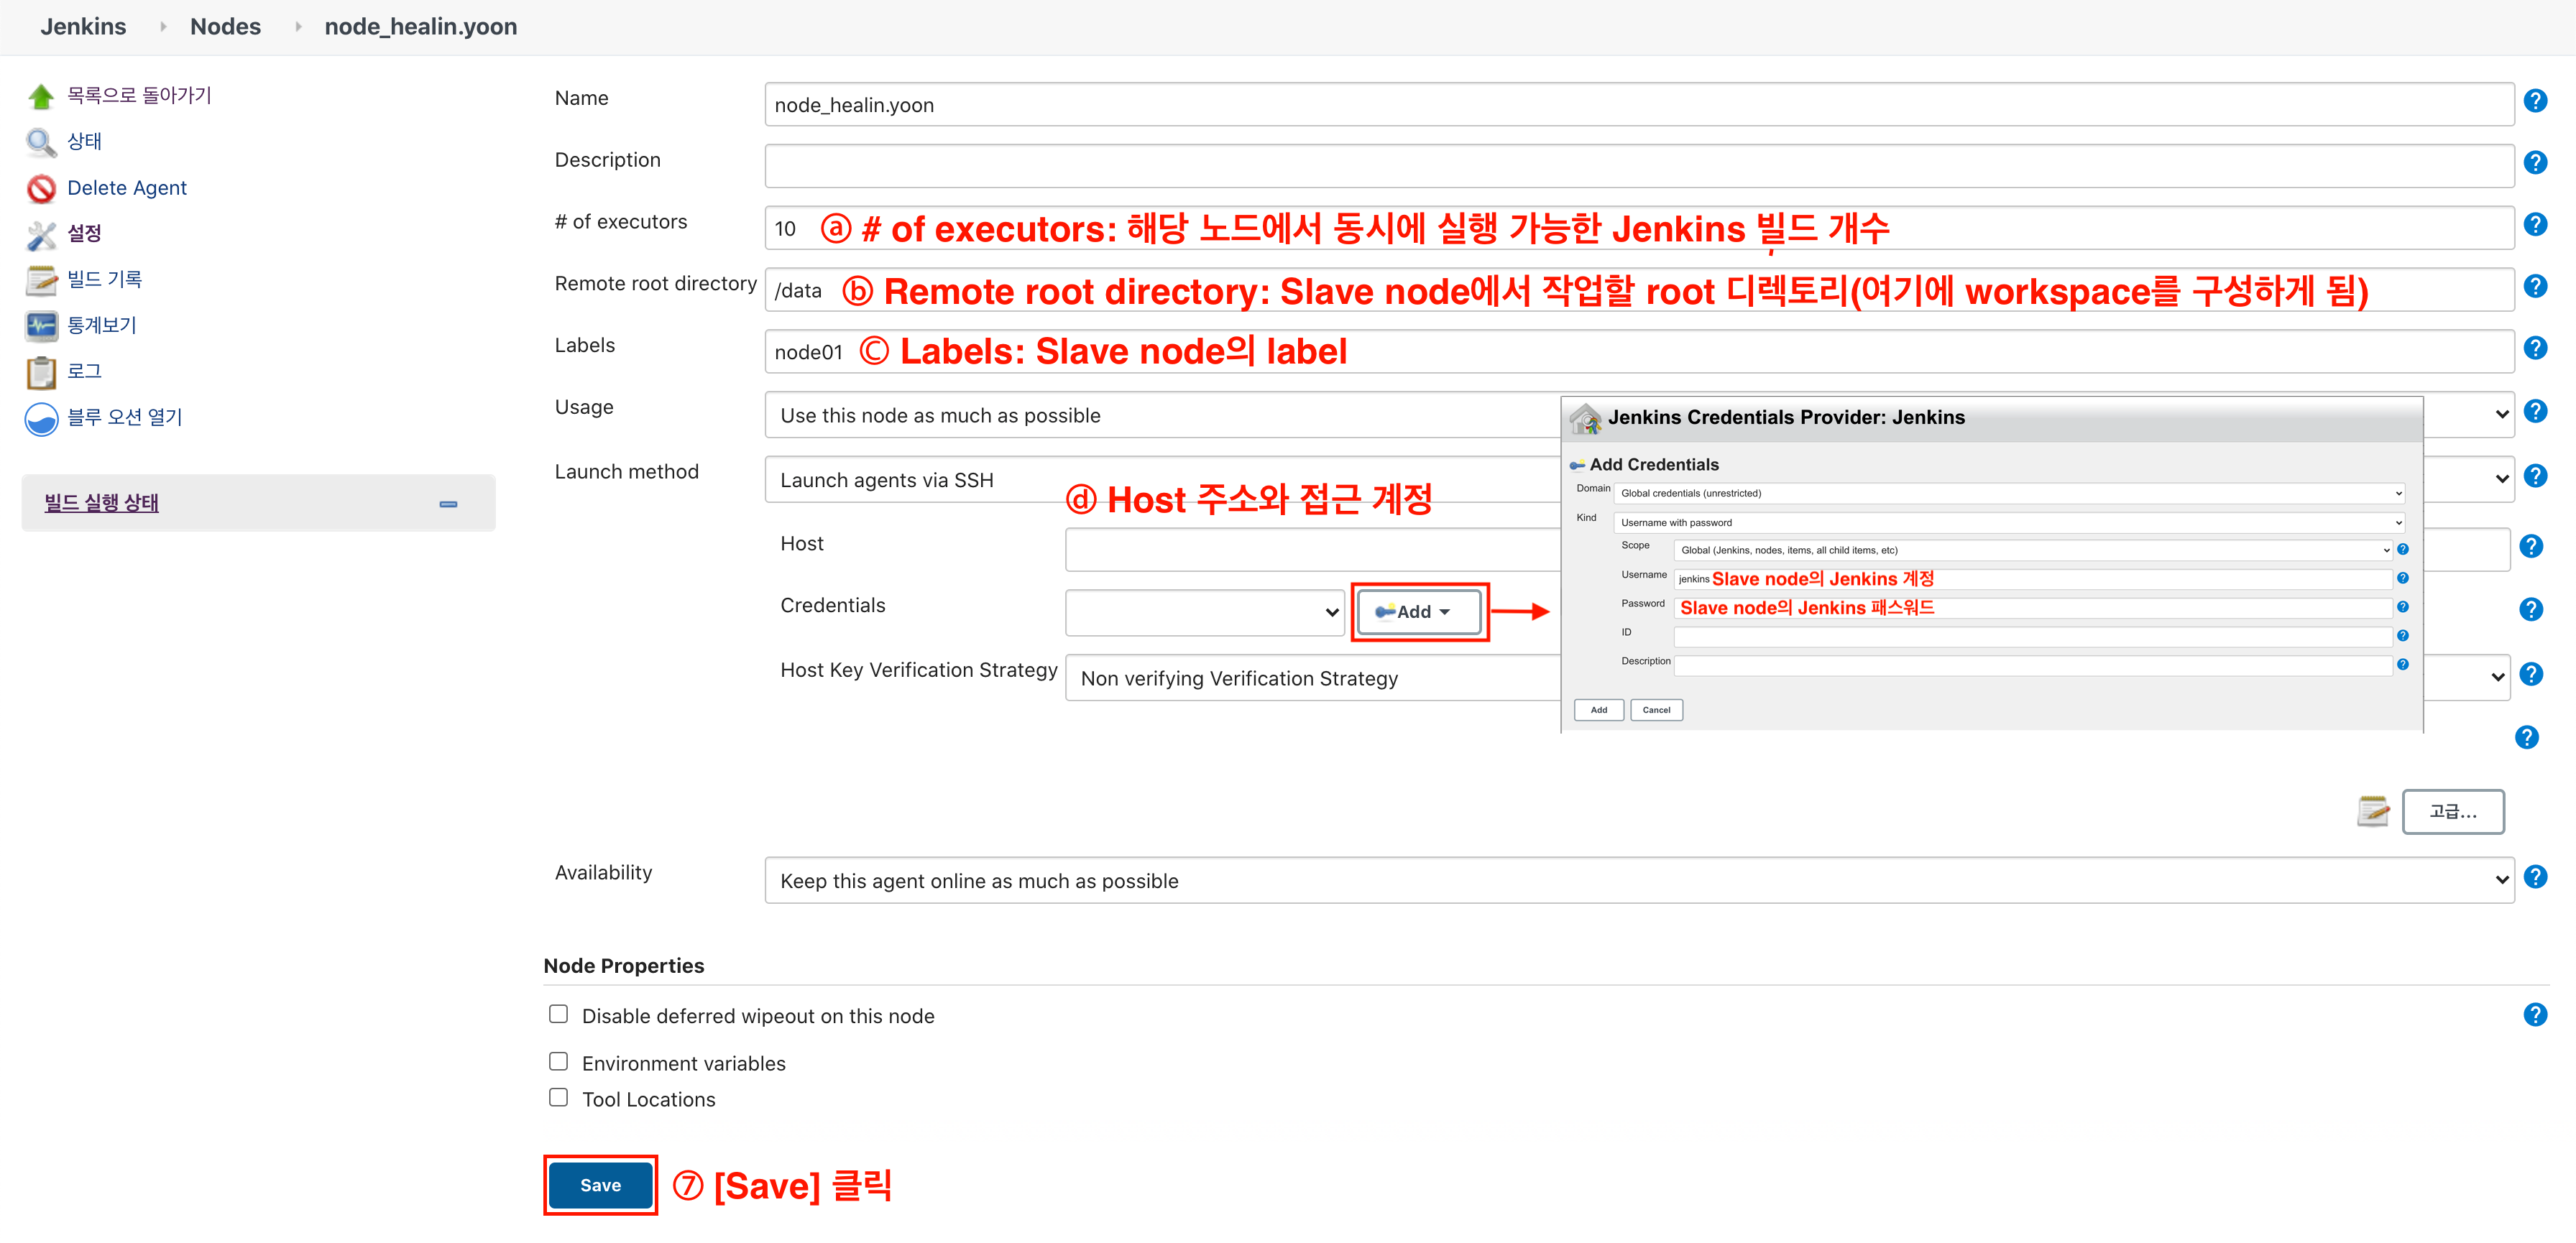 Jenkins Nodes node_healin.yoon
목록으로 돌아가기
상태
Delete Agent
설정
빌드 기록
통계보기
로그
블루 오션 열기
빌드 실행 상태
Name node_healin.yoon
Description
# of executors 10 ⓐ # of executors: 해당 노드에서 동시에 실행 가능한 Jenkins 빌드 개수
Remote root directory /data ⓑ Remote root directory: Slave node에서 작업할 root 디렉토리(여기에 workspace를 구성하게 됨)
Labels node01 ⓒ Labels: Slave node의 label
Usage Use this node as much as possible
Launch method Launch agents via SSH
ⓓ Host 주소와 접근 계정
Host
Credentials Add
Host Key Verification Strategy Non verifying Verification Strategy
Jenkins Credentials Provider: Jenkins
Add Credentials
Domain Global credentials (unrestricted)
Kind Username with password
Scope Global (Jenkins, nodes, items, all child items, etc)
Username jenkins Slave node의 Jenkins 계정
Password Slave node의 Jenkins 패스워드
ID
Description
Add Cancel
고급...
Availability Keep this agent online as much as possible
Node Properties
Disable deferred wipeout on this node
Environment variables
Tool Locations
Save ⑦ [Save] 클릭